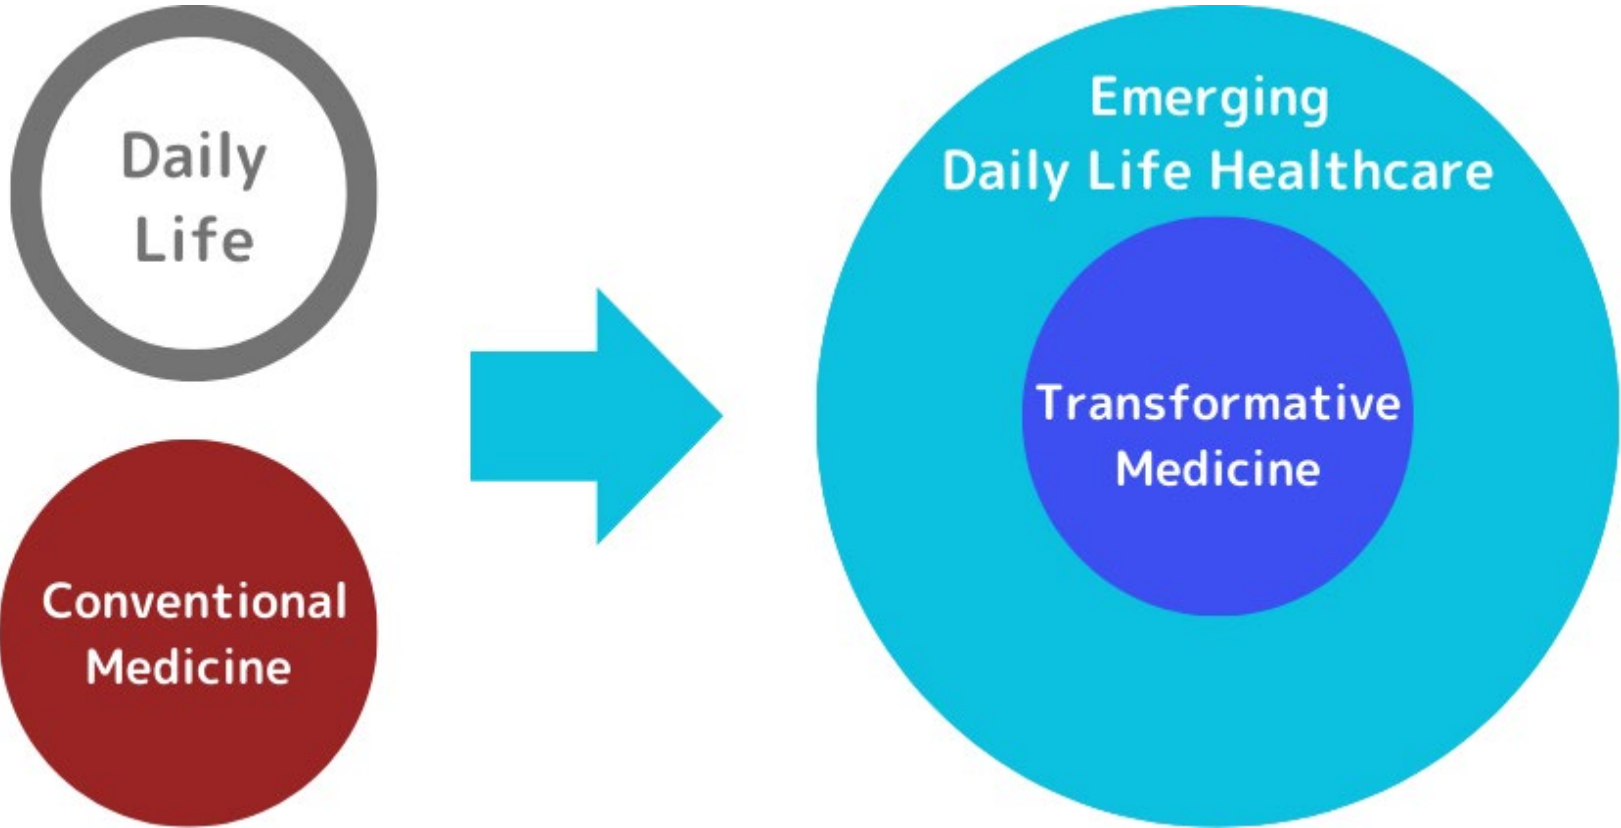 Daily
Life
Conventional
Medicine
Emerging
Daily Life Healthcare
Transformative
Medicine